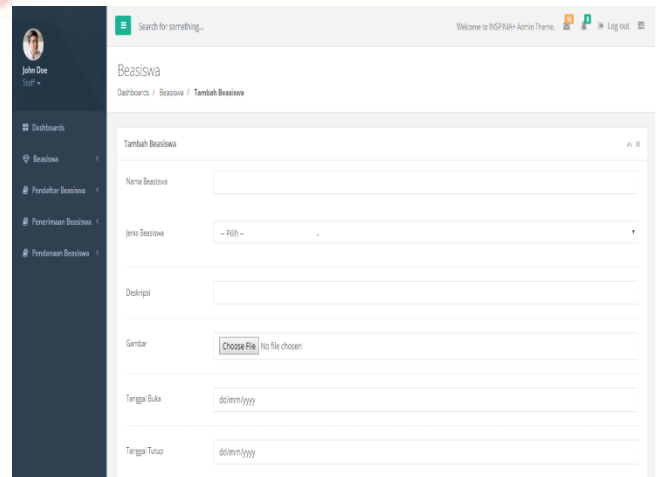 Search for something...
Welcome to INSPINIA+ Admin Theme.
16
8
Log out
John Doe
Staff
Beasiswa
Dashboards / Beasiswa / Tambah Beasiswa
Dashboards
Beasiswa
Pendaftar Beasiswa
Penerimaan Beasiswa
Pendanaan Beasiswa
Tambah Beasiswa
Nama Beasiswa
Jenis Beasiswa
-- Pilih --
Deskripsi
Gambar
Choose File No file chosen
Tanggal Buka
dd/mm/yyyy
Tanggal Tutup
dd/mm/yyyy